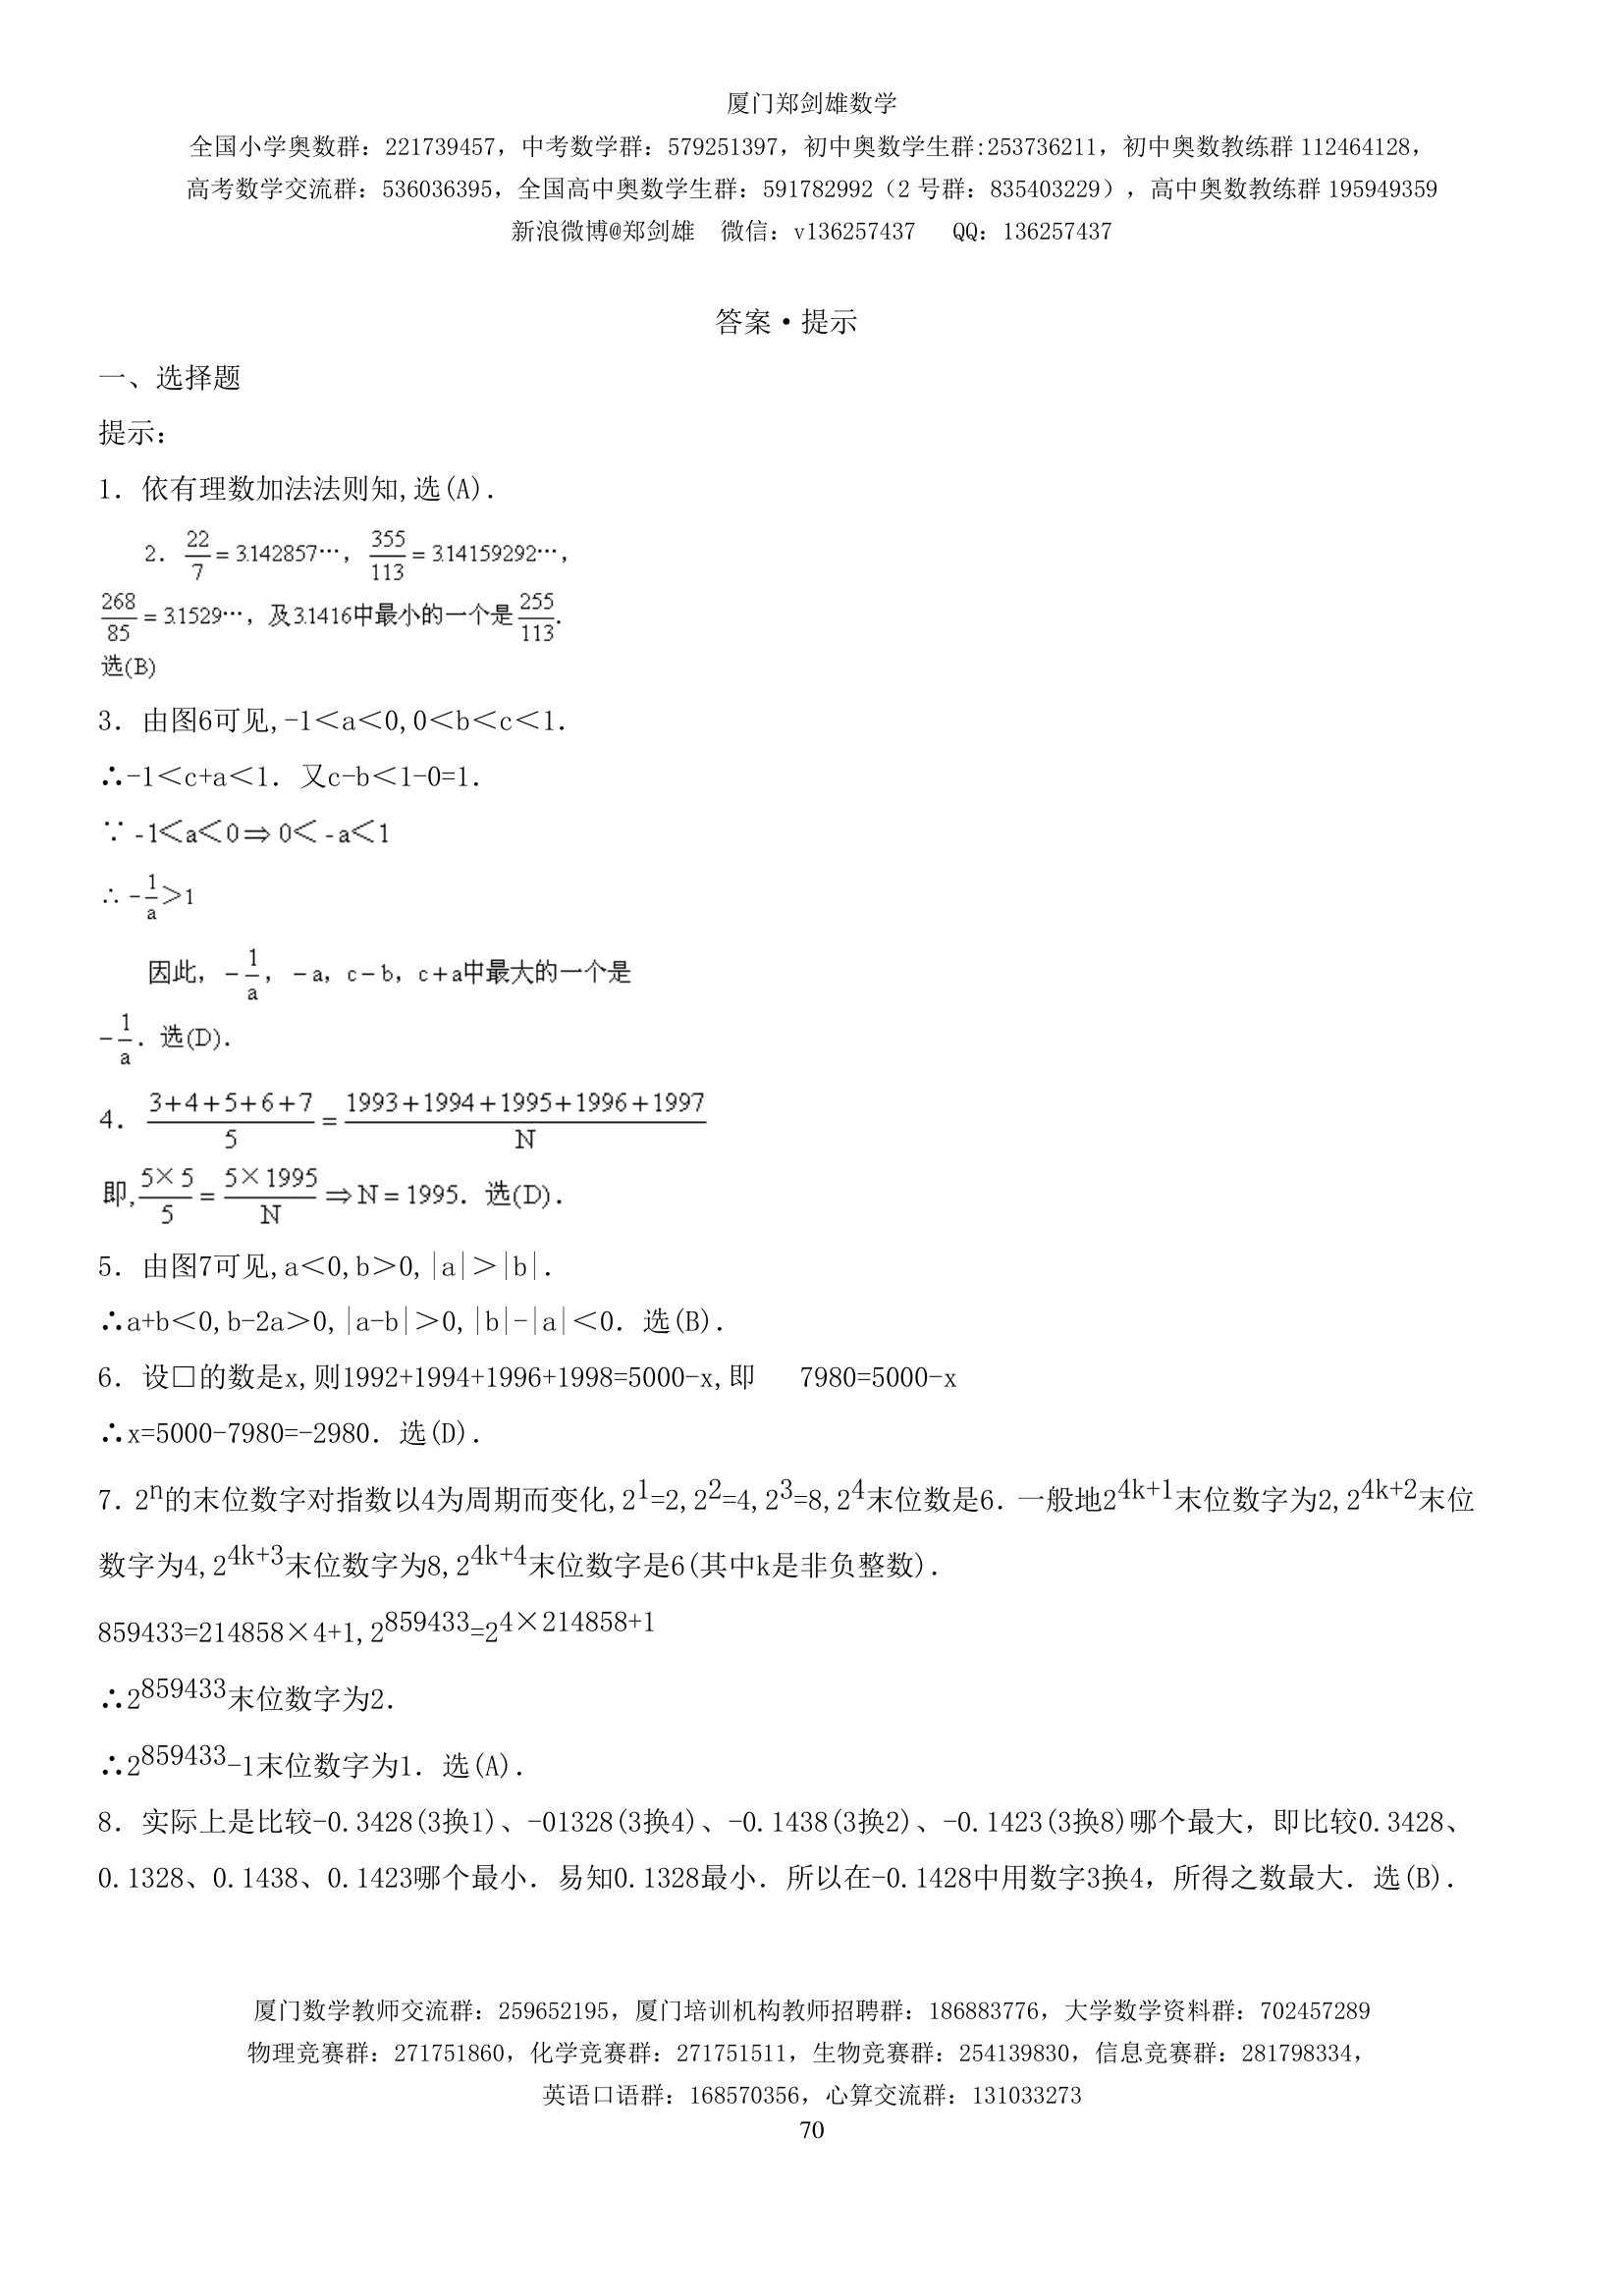 厦门郑剑雄数学
全国小学奥数群：221739457，中考数学群：579251397，初中奥数学生群:253736211，初中奥数教练群 112464128，
高考数学交流群：536036395，全国高中奥数学生群：591782992（2 号群：835403229），高中奥数教练群 195949359
新浪微博@郑剑雄 微信：v136257437 QQ：136257437
答案·提示
一、选择题
提示：
1．依有理数加法法则知,选(A)．
2．22/7＝3.142857…，355/113＝3.14159292…，
268/85＝3.1529…，及3.1416中最小的一个是255/113.
选(B)
3．由图6可见,-1＜a＜0,0＜b＜c＜1．
∴-1＜c+a＜1．又c-b＜1-0=1．
∵ -1＜a＜0⇒ 0＜ -a＜1
∴ -1/a＞1
因此，－1/a，－a，c－b，c＋a中最大的一个是
－1/a．选(D)．
4．(3+4+5+6+7)/5 = (1993+1994+1995+1996+1997)/N
即,(5×5)/5 = (5×1995)/N ⇒N＝1995．选(D)．
5．由图7可见,a＜0,b＞0,|a|＞|b|．
∴a+b＜0,b-2a＞0,|a-b|＞0,|b|-|a|＜0．选(B)．
6．设□的数是x,则1992+1994+1996+1998=5000-x,即 7980=5000-x
∴x=5000-7980=-2980．选(D)．
7．2^n的末位数字对指数以4为周期而变化,2^1=2,2^2=4,2^3=8,2^4末位数是6．一般地2^{4k+1}末位数字为2,2^{4k+2}末位
数字为4,2^{4k+3}末位数字为8,2^{4k+4}末位数字是6(其中k是非负整数)．
859433=214858×4+1,2^{859433}=2^{4×214858+1}
∴2^{859433}末位数字为2．
∴2^{859433}-1末位数字为1．选(A)．
8．实际上是比较-0.3428(3换1)、-01328(3换4)、-0.1438(3换2)、-0.1423(3换8)哪个最大，即比较0.3428、
0.1328、0.1438、0.1423哪个最小．易知0.1328最小．所以在-0.1428中用数字3换4，所得之数最大．选(B)．
厦门数学教师交流群：259652195，厦门培训机构教师招聘群：186883776，大学数学资料群：702457289
物理竞赛群：271751860，化学竞赛群：271751511，生物竞赛群：254139830，信息竞赛群：281798334，
英语口语群：168570356，心算交流群：131033273
70